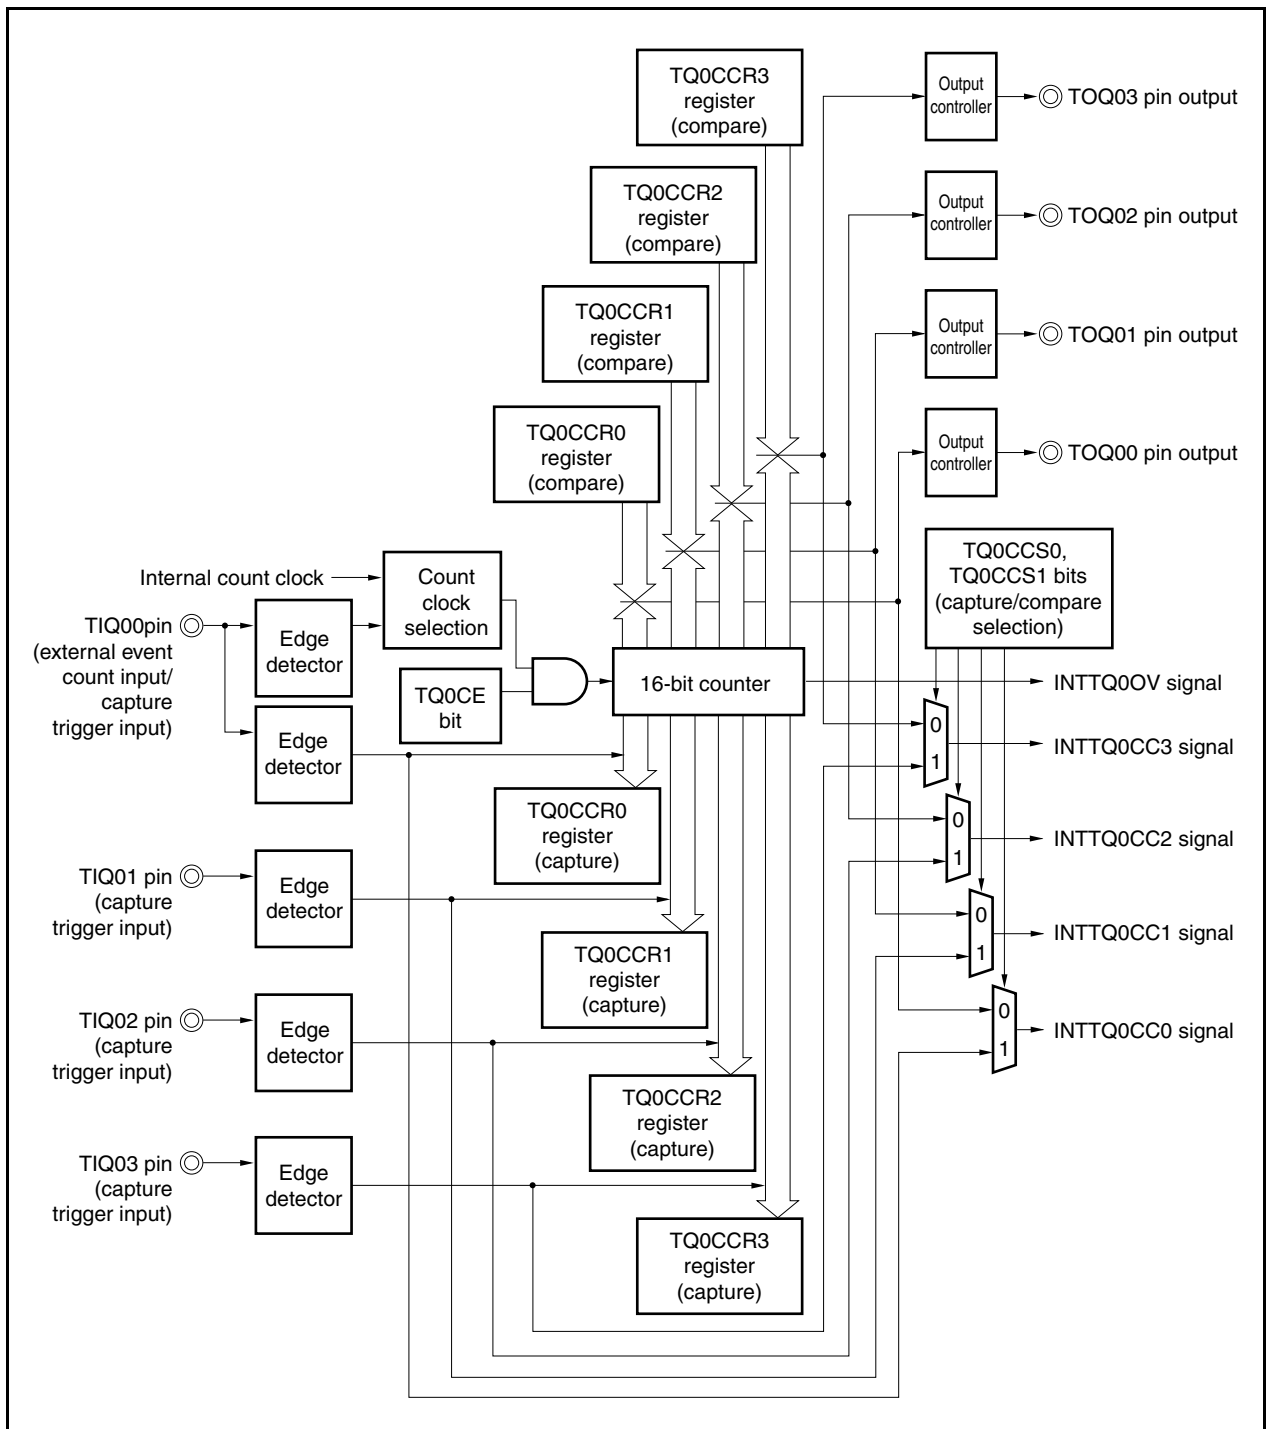 TQ0CCR3
register
(compare)
Output
controller
TOQ03 pin output
TQ0CCR2
register
(compare)
Output
controller
TOQ02 pin output
TQ0CCR1
register
(compare)
Output
controller
TOQ01 pin output
TQ0CCR0
register
(compare)
Output
controller
TOQ00 pin output
TQ0CCS0,
TQ0CCS1 bits
(capture/compare
selection)
Internal count clock
Count
clock
selection
TIQ00pin
(external event
count input/
capture
trigger input)
Edge
detector
TQ0CE
bit
16-bit counter
INTTQ0OV signal
Edge
detector
0
1
INTTQ0CC3 signal
TQ0CCR0
register
(capture)
0
1
INTTQ0CC2 signal
TIQ01 pin
(capture
trigger input)
Edge
detector
0
1
INTTQ0CC1 signal
TQ0CCR1
register
(capture)
0
1
INTTQ0CC0 signal
TIQ02 pin
(capture
trigger input)
Edge
detector
TQ0CCR2
register
(capture)
TIQ03 pin
(capture
trigger input)
Edge
detector
TQ0CCR3
register
(capture)